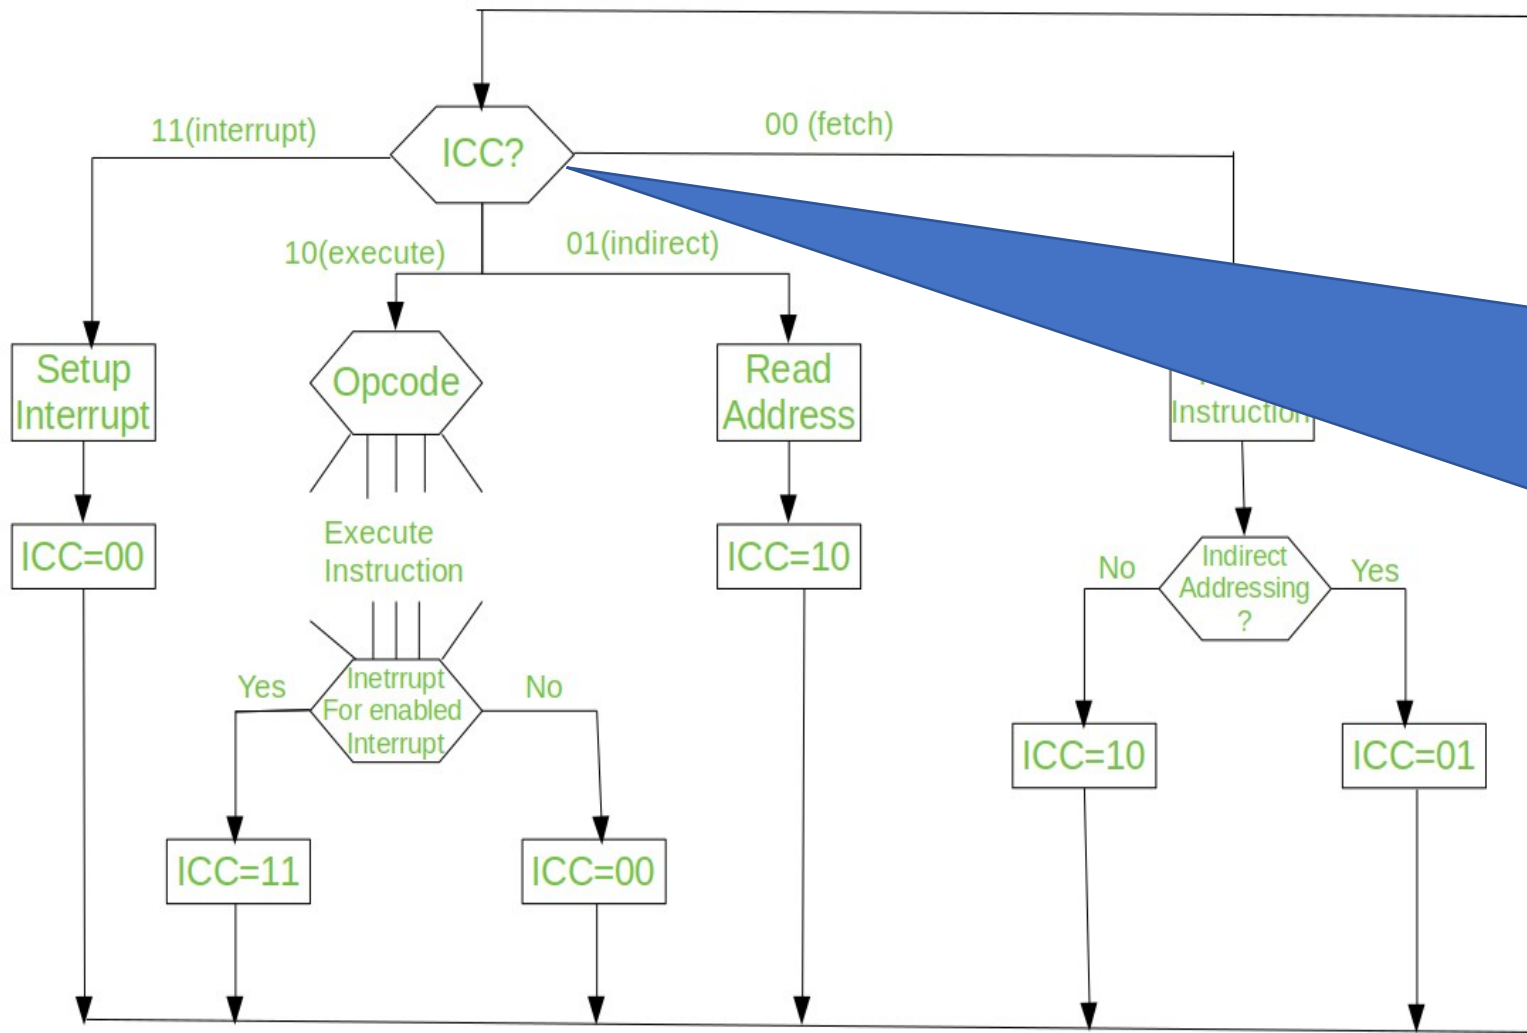 00 (fetch)
11(interrupt)
ICC?
10(execute)
01(indirect)
Setup
Interrupt
Opcode
Read
Address
Instruction
ICC=00
Execute
Instruction
ICC=10
No
Indirect
Addressing
?
Yes
Yes
Inetrrupt
For enabled
Interrupt
No
ICC=10
ICC=01
ICC=11
ICC=00